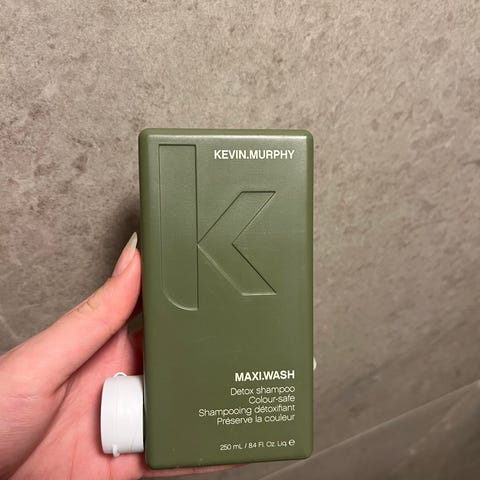 KEVIN.MURPHY
K
MAXI.WASH
Detox shampoo
Colour-safe
Shampooing détoxifiant
Préserve la couleur
250 mL / 8.4 Fl. Oz. Liq. e